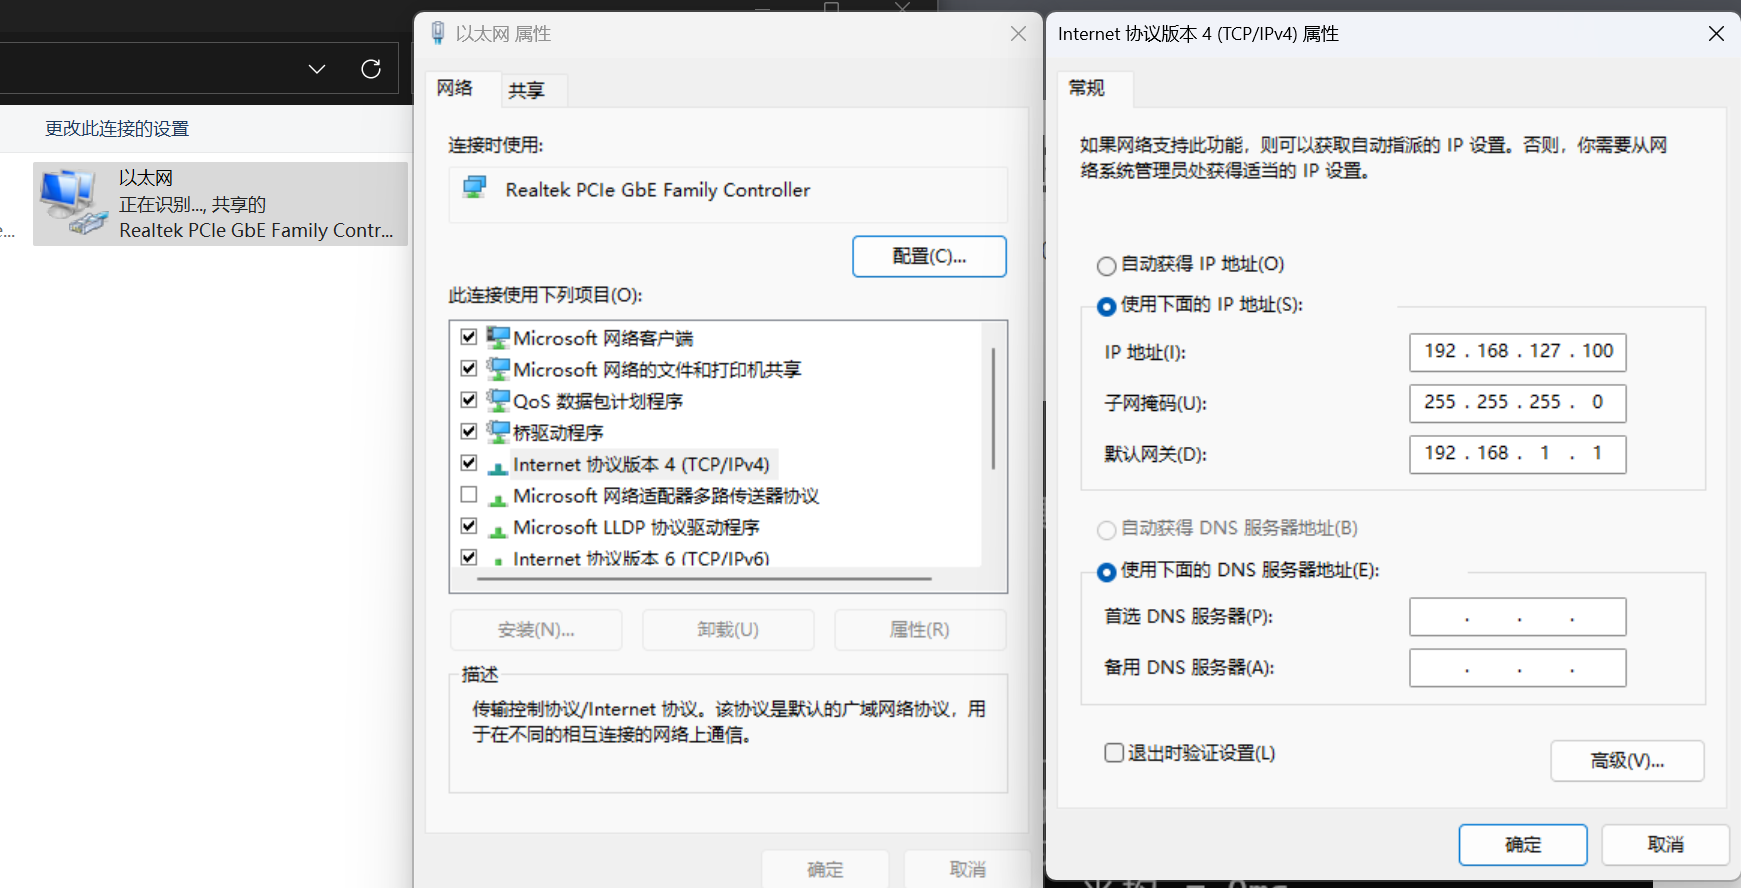 更改此连接的设置
以太网
正在识别..., 共享的
Realtek PCIe GbE Family Contr...
e...
以太网 属性
网络
共享
连接时使用:
Realtek PCIe GbE Family Controller
配置(C)...
此连接使用下列项目(O):
Microsoft 网络客户端
Microsoft 网络的文件和打印机共享
QoS 数据包计划程序
桥驱动程序
Internet 协议版本 4 (TCP/IPv4)
Microsoft 网络适配器多路传送器协议
Microsoft LLDP 协议驱动程序
Internet 协议版本 6 (TCP/IPv6)
安装(N)...
卸载(U)
属性(R)
描述
传输控制协议/Internet 协议。该协议是默认的广域网络协议，用
于在不同的相互连接的网络上通信。
确定
取消
Internet 协议版本 4 (TCP/IPv4) 属性
常规
如果网络支持此功能，则可以获取自动指派的 IP 设置。否则，你需要从网
络系统管理员处获得适当的 IP 设置。
自动获得 IP 地址(O)
使用下面的 IP 地址(S):
IP 地址(I):
192 . 168 . 127 . 100
子网掩码(U):
255 . 255 . 255 . 0
默认网关(D):
192 . 168 . 1 . 1
自动获得 DNS 服务器地址(B)
使用下面的 DNS 服务器地址(E):
首选 DNS 服务器(P):
. . .
备用 DNS 服务器(A):
. . .
退出时验证设置(L)
高级(V)...
确定
取消